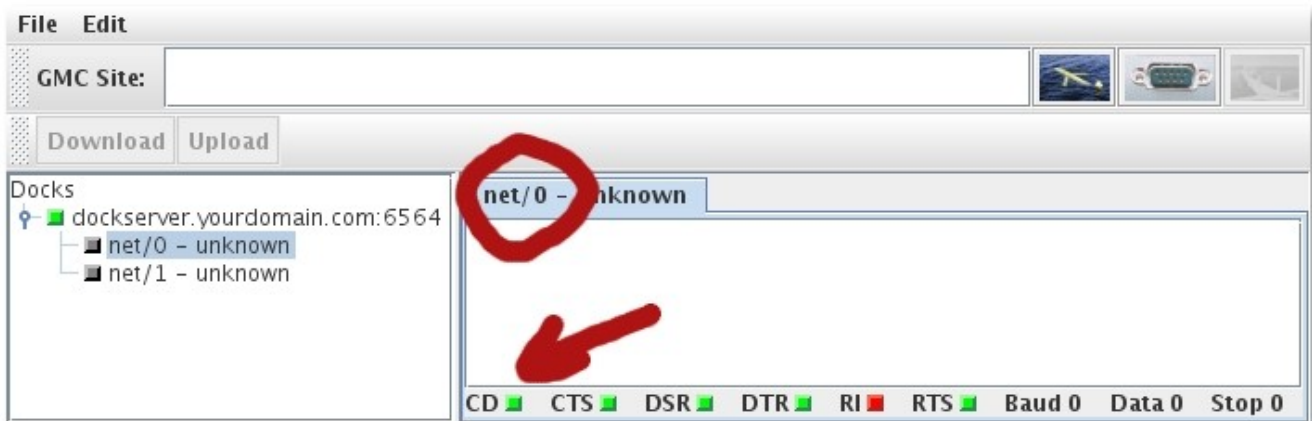 File Edit
GMC Site:
Download Upload
Docks
dockserver.yourdomain.com:6564
net/0 - unknown
net/1 - unknown
net/0 - unknown
CD CTS DSR DTR RI RTS Baud 0 Data 0 Stop 0